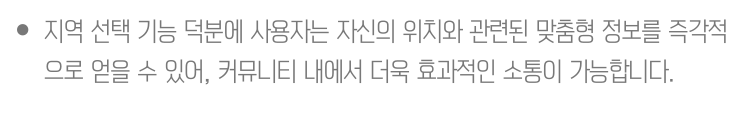 ● 지역 선택 기능 덕분에 사용자는 자신의 위치와 관련된 맞춤형 정보를 즉각적
으로 얻을 수 있어, 커뮤니티 내에서 더욱 효과적인 소통이 가능합니다.